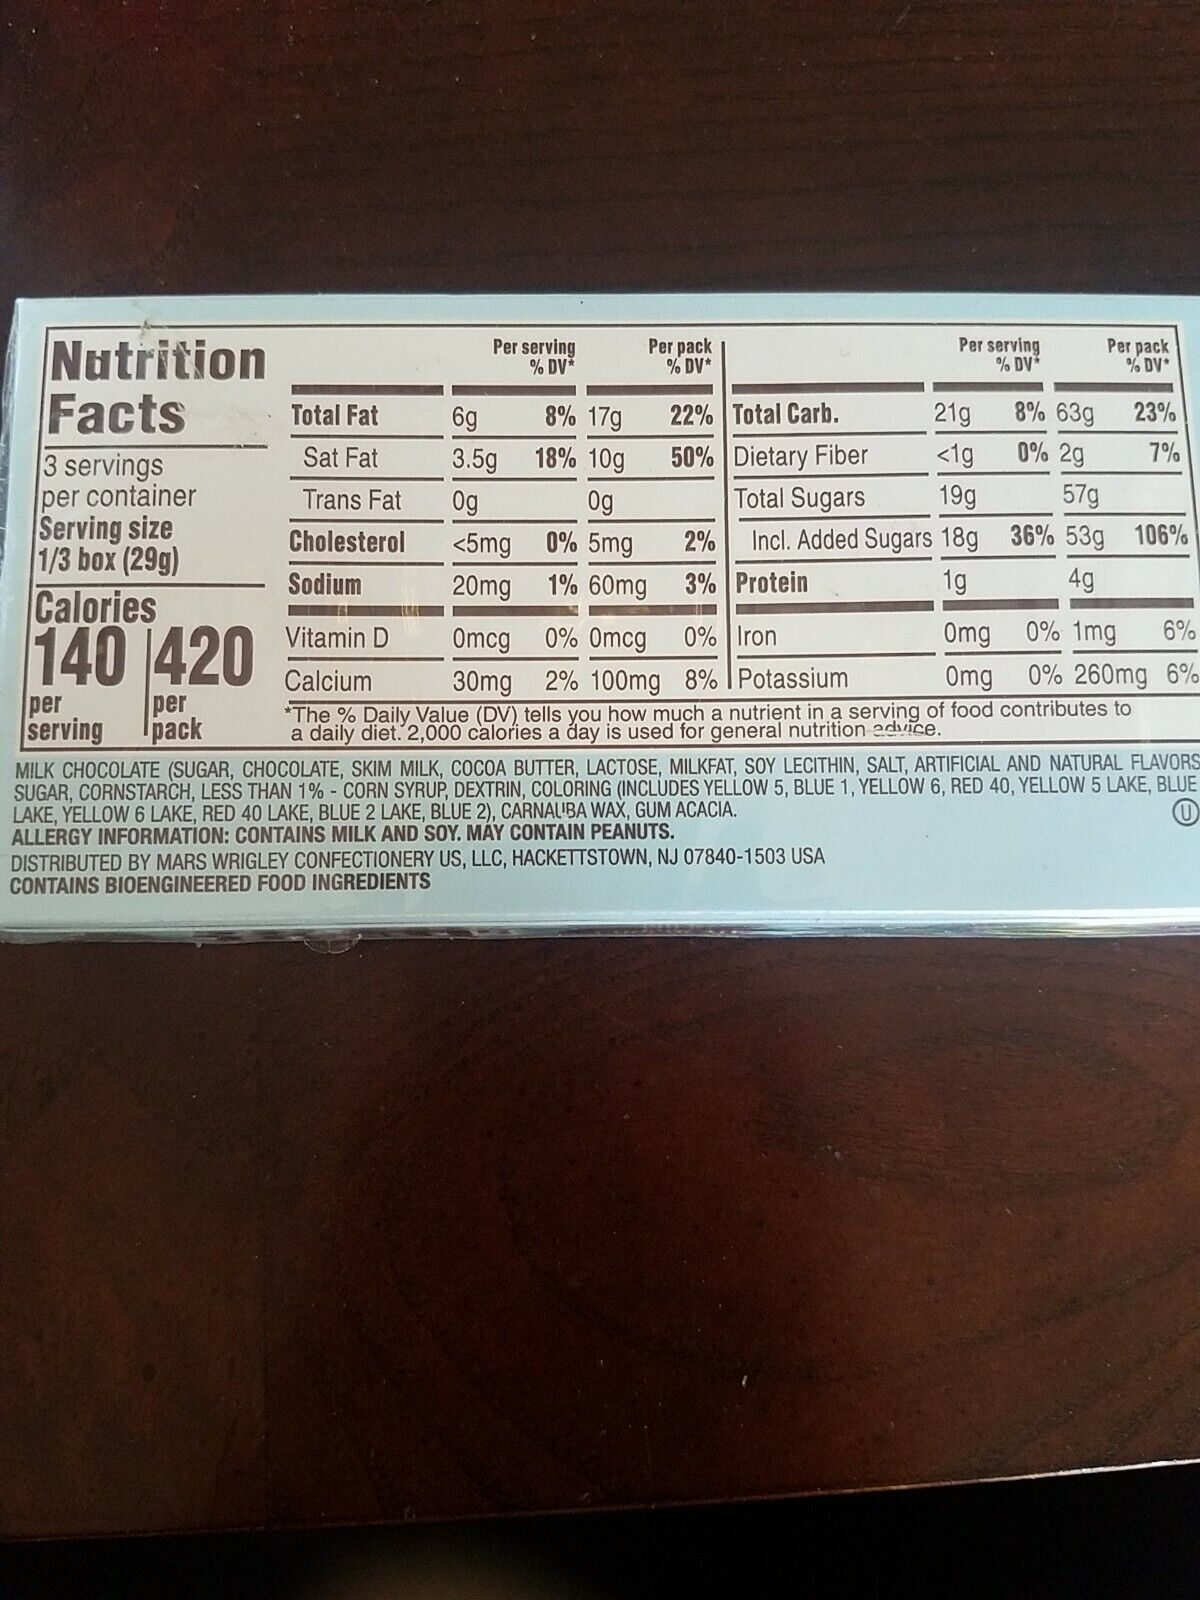 Nutrition
Facts
3 servings
per container
Serving size
1/3 box (29g)
Calories
140 420
per serving per pack
Per serving % DV* Per pack % DV*
Total Fat 6g 8% 17g 22%
Sat Fat 3.5g 18% 10g 50%
Trans Fat 0g 0g
Cholesterol <5mg 0% 5mg 2%
Sodium 20mg 1% 60mg 3%
Vitamin D 0mcg 0% 0mcg 0%
Calcium 30mg 2% 100mg 8%
Per serving % DV* Per pack % DV*
Total Carb. 21g 8% 63g 23%
Dietary Fiber <1g 0% 2g 7%
Total Sugars 19g 57g
Incl. Added Sugars 18g 36% 53g 106%
Protein 1g 4g
Iron 0mg 0% 1mg 6%
Potassium 0mg 0% 260mg 6%
*The % Daily Value (DV) tells you how much a nutrient in a serving of food contributes to
a daily diet. 2,000 calories a day is used for general nutrition advice.
MILK CHOCOLATE (SUGAR, CHOCOLATE, SKIM MILK, COCOA BUTTER, LACTOSE, MILKFAT, SOY LECITHIN, SALT, ARTIFICIAL AND NATURAL FLAVORS
SUGAR, CORNSTARCH, LESS THAN 1% - CORN SYRUP, DEXTRIN, COLORING (INCLUDES YELLOW 5, BLUE 1, YELLOW 6, RED 40, YELLOW 5 LAKE, BLUE
LAKE, YELLOW 6 LAKE, RED 40 LAKE, BLUE 2 LAKE, BLUE 2), CARNAUBA WAX, GUM ACACIA.
U
ALLERGY INFORMATION: CONTAINS MILK AND SOY. MAY CONTAIN PEANUTS.
DISTRIBUTED BY MARS WRIGLEY CONFECTIONERY US, LLC, HACKETTSTOWN, NJ 07840-1503 USA
CONTAINS BIOENGINEERED FOOD INGREDIENTS